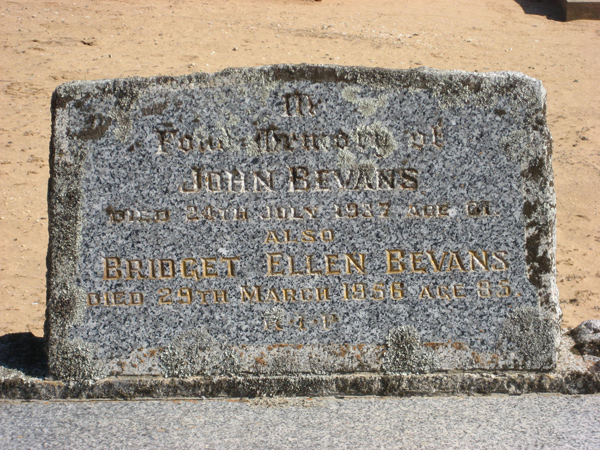 In
Fond Memory of
JOHN BEVANS
DIED 24TH JULY 1937 AGE 61
ALSO
BRIDGET ELLEN BEVANS
DIED 29TH MARCH 1958 AGE 83
R.I.P.